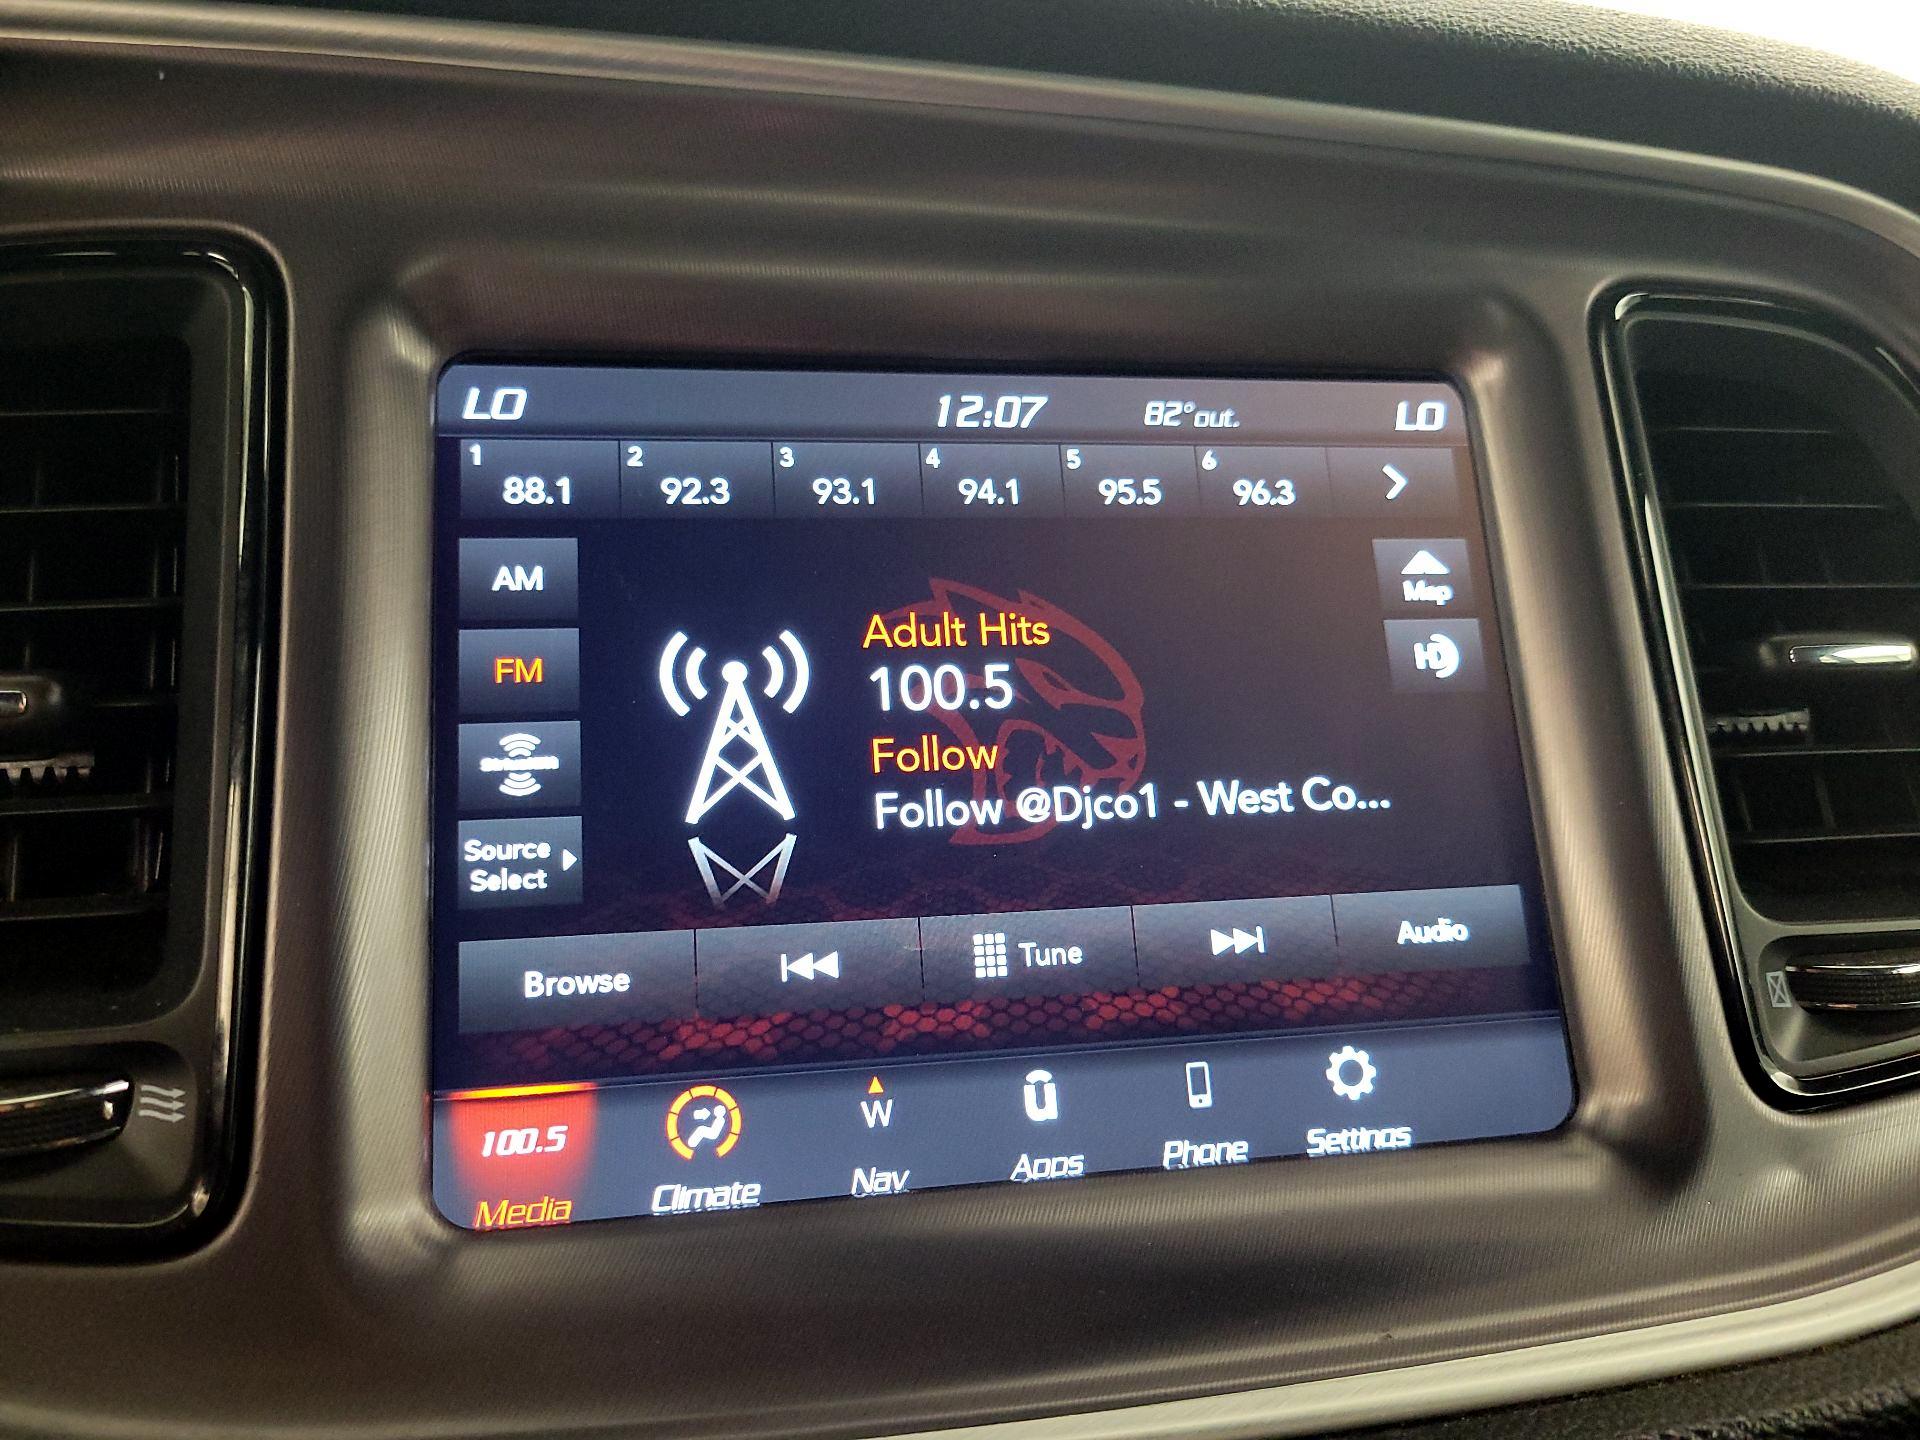 LO 12:07 82° out. LO
1 2 3 4 5 6
88.1 92.3 93.1 94.1 95.5 96.3
AM
Map
FM
HD
Adult Hits
100.5
Follow
Follow @Djco1 - West Co...
siriusxm
Source
Select
Browse Tune Audio
100.5 W
Media Climate Nav Apps Phone Settings